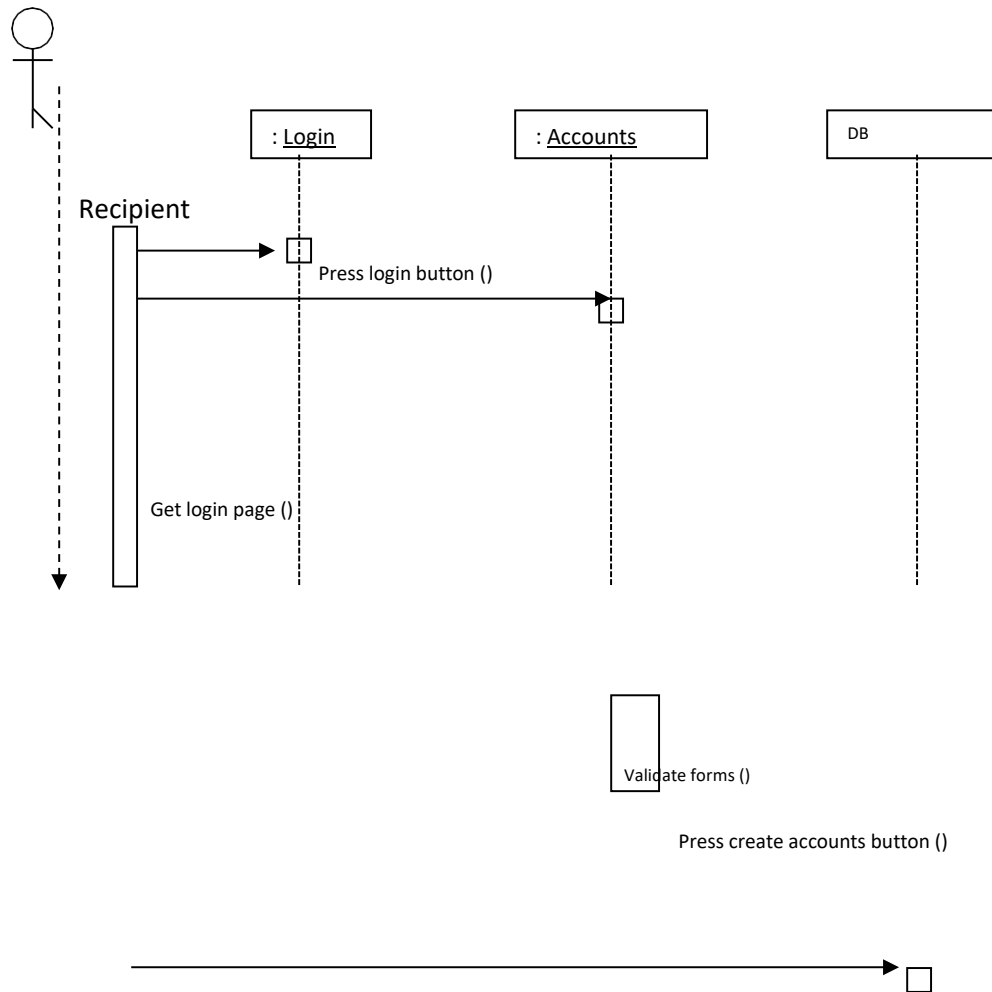 : Login
: Accounts
DB
Recipient
Press login button ()
Get login page ()
Validate forms ()
Press create accounts button ()